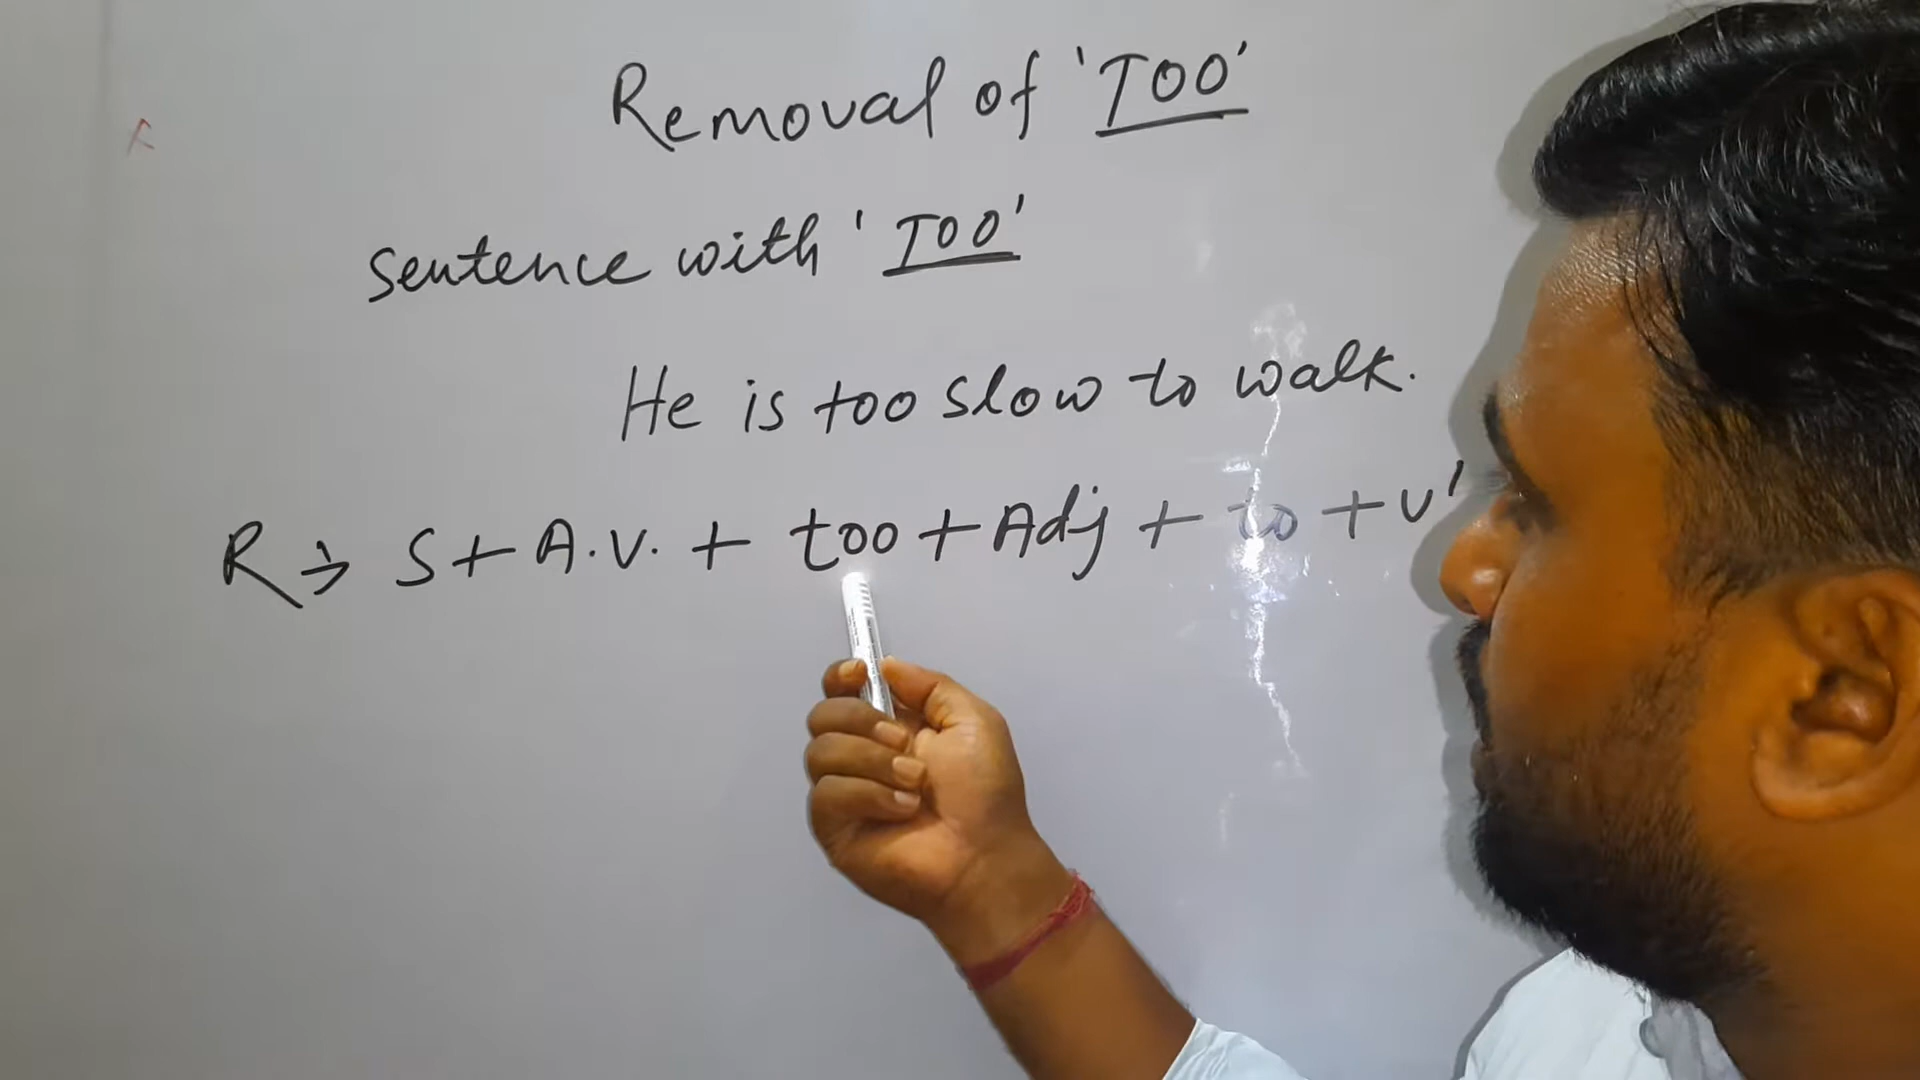 Removal of 'TOO'
sentence with 'TOO'
He is too slow to walk.
R → S + A.V. + too + Adj + to + v'